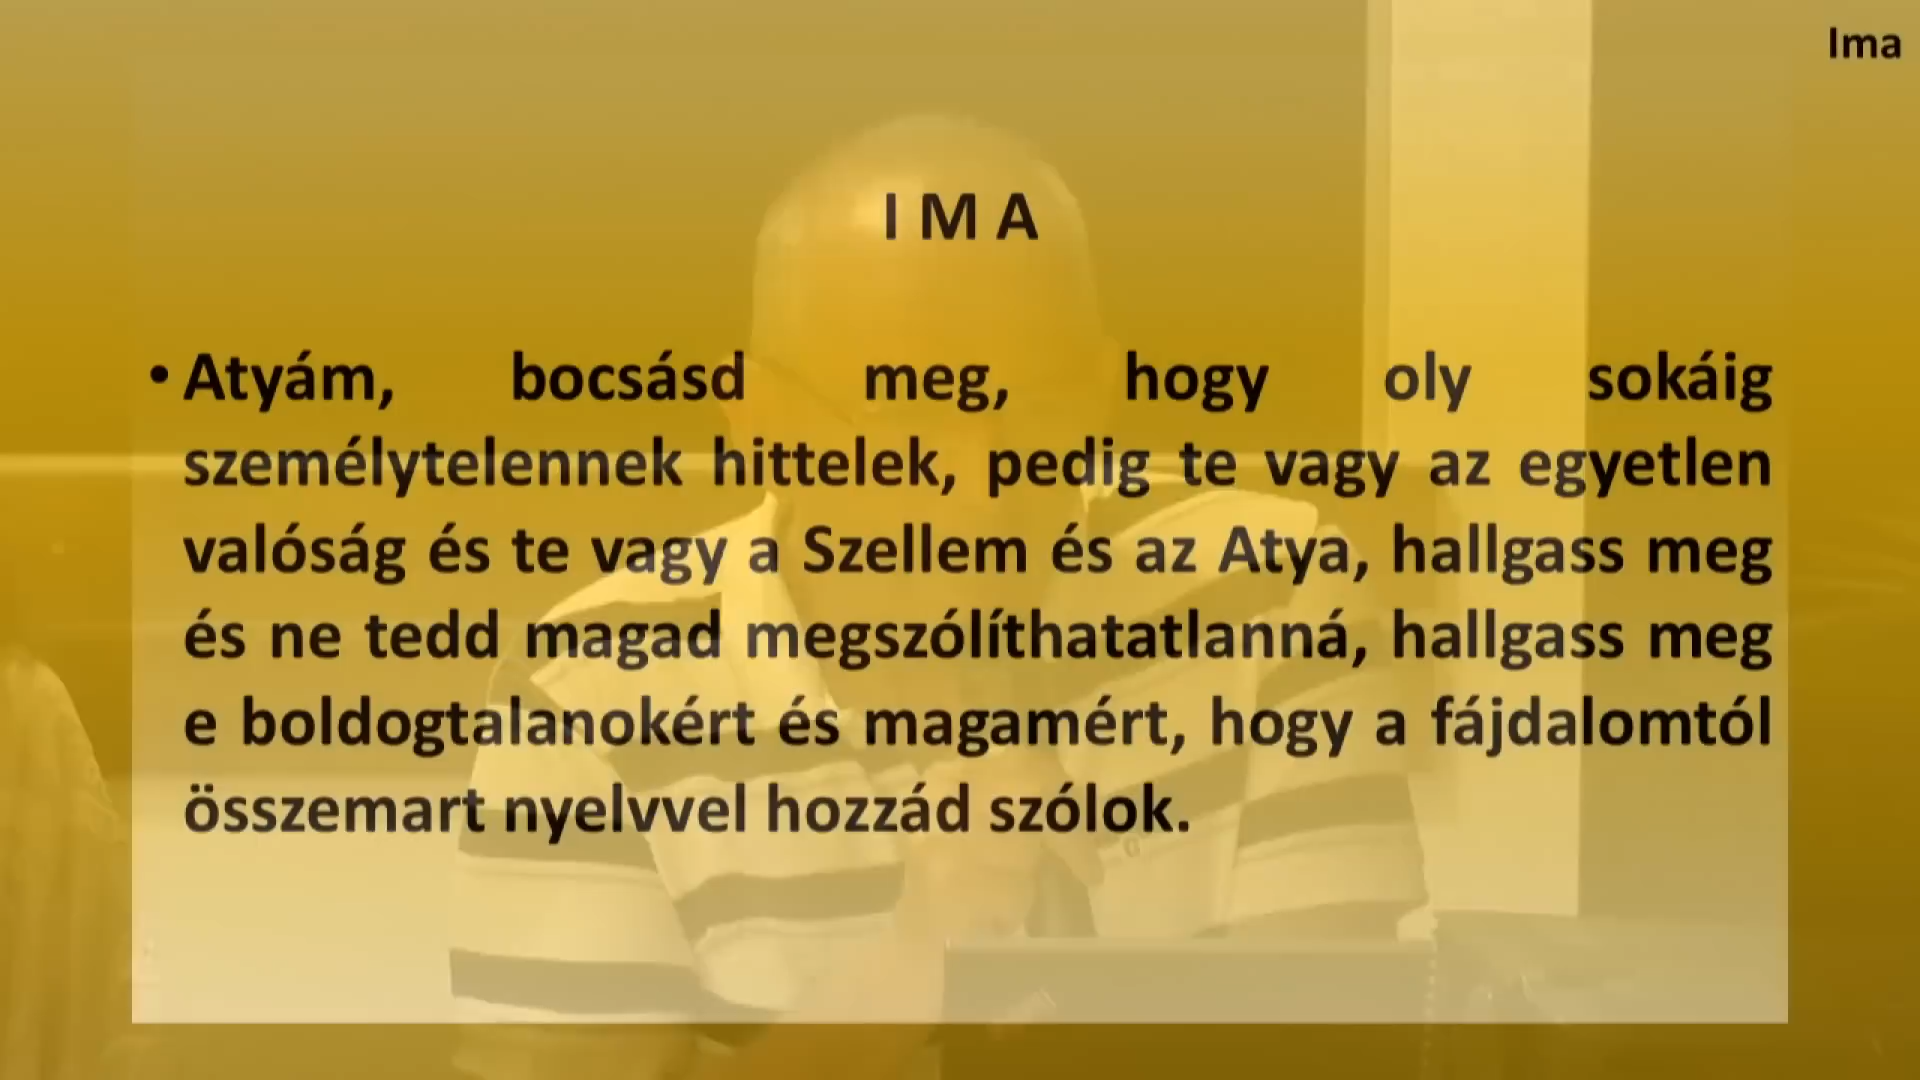 Ima
I M A
• Atyám, bocsásd meg, hogy oly sokáig
személytelennek hittelek, pedig te vagy az egyetlen
valóság és te vagy a Szellem és az Atya, hallgass meg
és ne tedd magad megszólíthatatlanná, hallgass meg
e boldogtalanokért és magamért, hogy a fájdalomtól
összemart nyelvvel hozzád szólok.